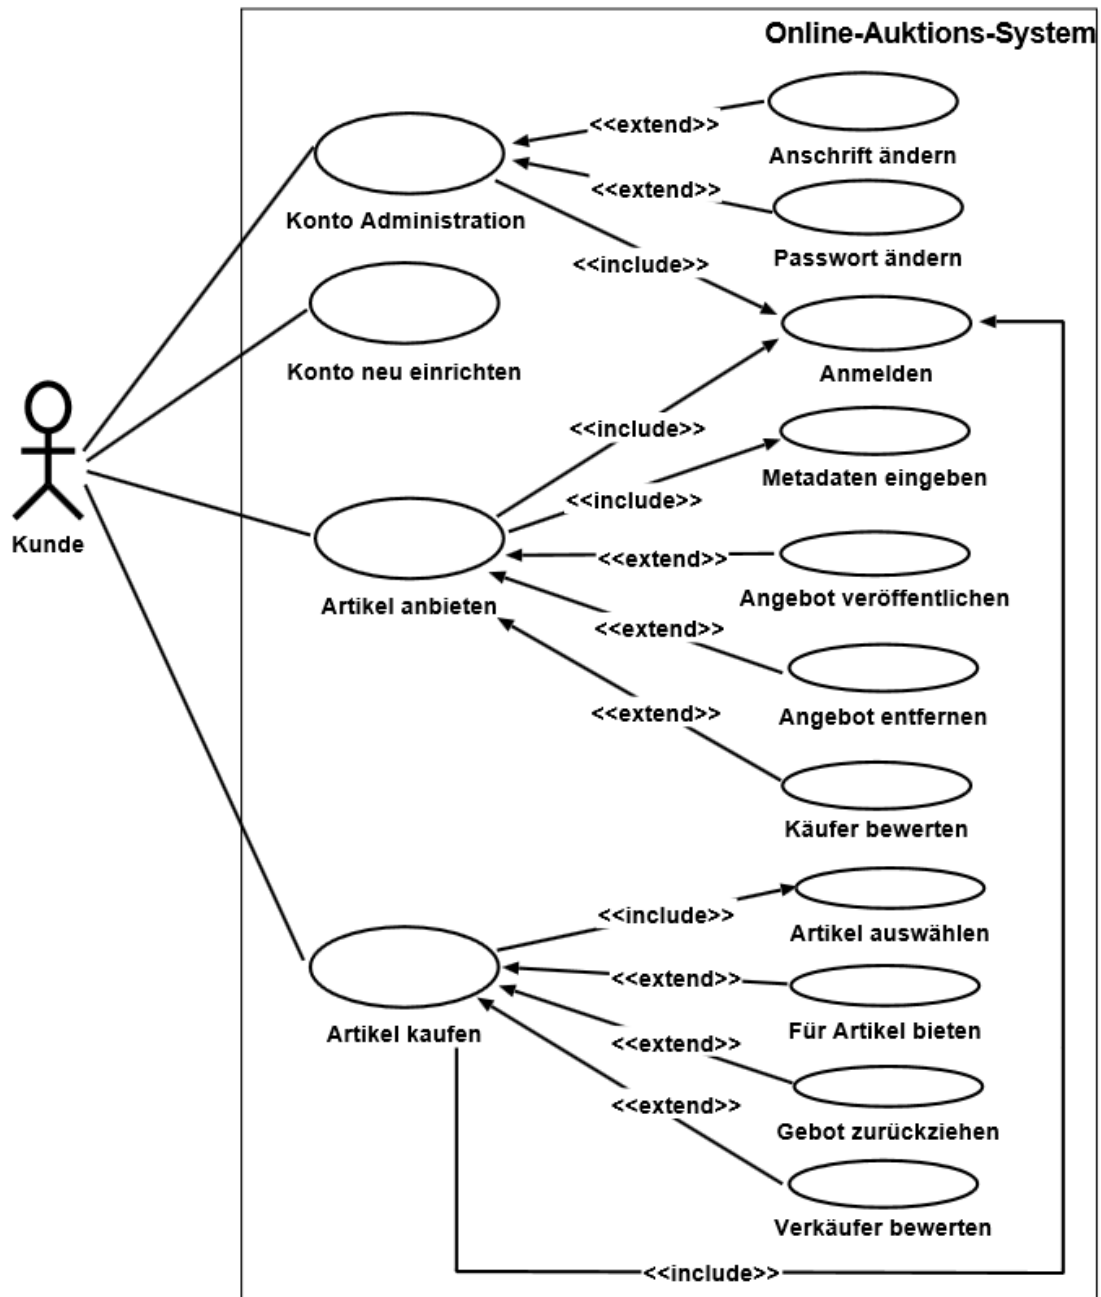 Online-Auktions-System
<<extend>>
Anschrift ändern
<<extend>>
Konto Administration
Passwort ändern
<<include>>
Konto neu einrichten
Anmelden
<<include>>
Metadaten eingeben
<<include>>
Kunde
<<extend>>
Artikel anbieten
Angebot veröffentlichen
<<extend>>
Angebot entfernen
<<extend>>
Käufer bewerten
<<include>>
Artikel auswählen
<<extend>>
Artikel kaufen
Für Artikel bieten
<<extend>>
Gebot zurückziehen
<<extend>>
Verkäufer bewerten
<<include>>